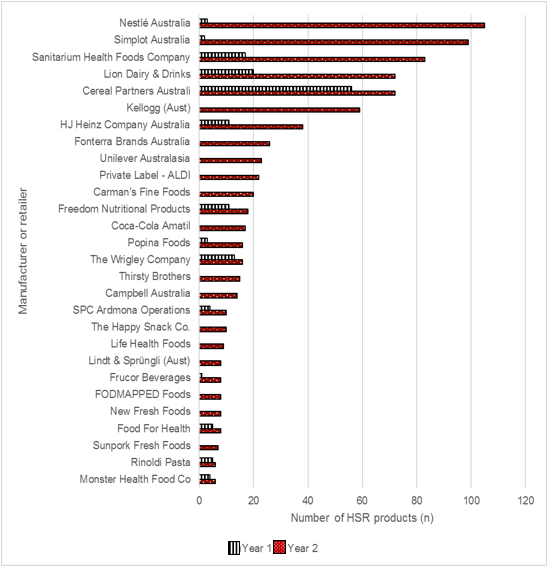 Nestlé Australia
Simplot Australia
Sanitarium Health Foods Company
Lion Dairy & Drinks
Cereal Partners Australi
Kellogg (Aust)
HJ Heinz Company Australia
Fonterra Brands Australia
Unilever Australasia
Private Label - ALDI
Carman's Fine Foods
Freedom Nutritional Products
Coca-Cola Amatil
Popina Foods
The Wrigley Company
Thirsty Brothers
Campbell Australia
SPC Ardmona Operations
The Happy Snack Co.
Life Health Foods
Lindt & Sprüngli (Aust)
Frucor Beverages
FODMAPPED Foods
New Fresh Foods
Food For Health
Sunpork Fresh Foods
Rinoldi Pasta
Monster Health Food Co
Manufacturer or retailer
0 20 40 60 80 100 120
Number of HSR products (n)
Year 1 Year 2